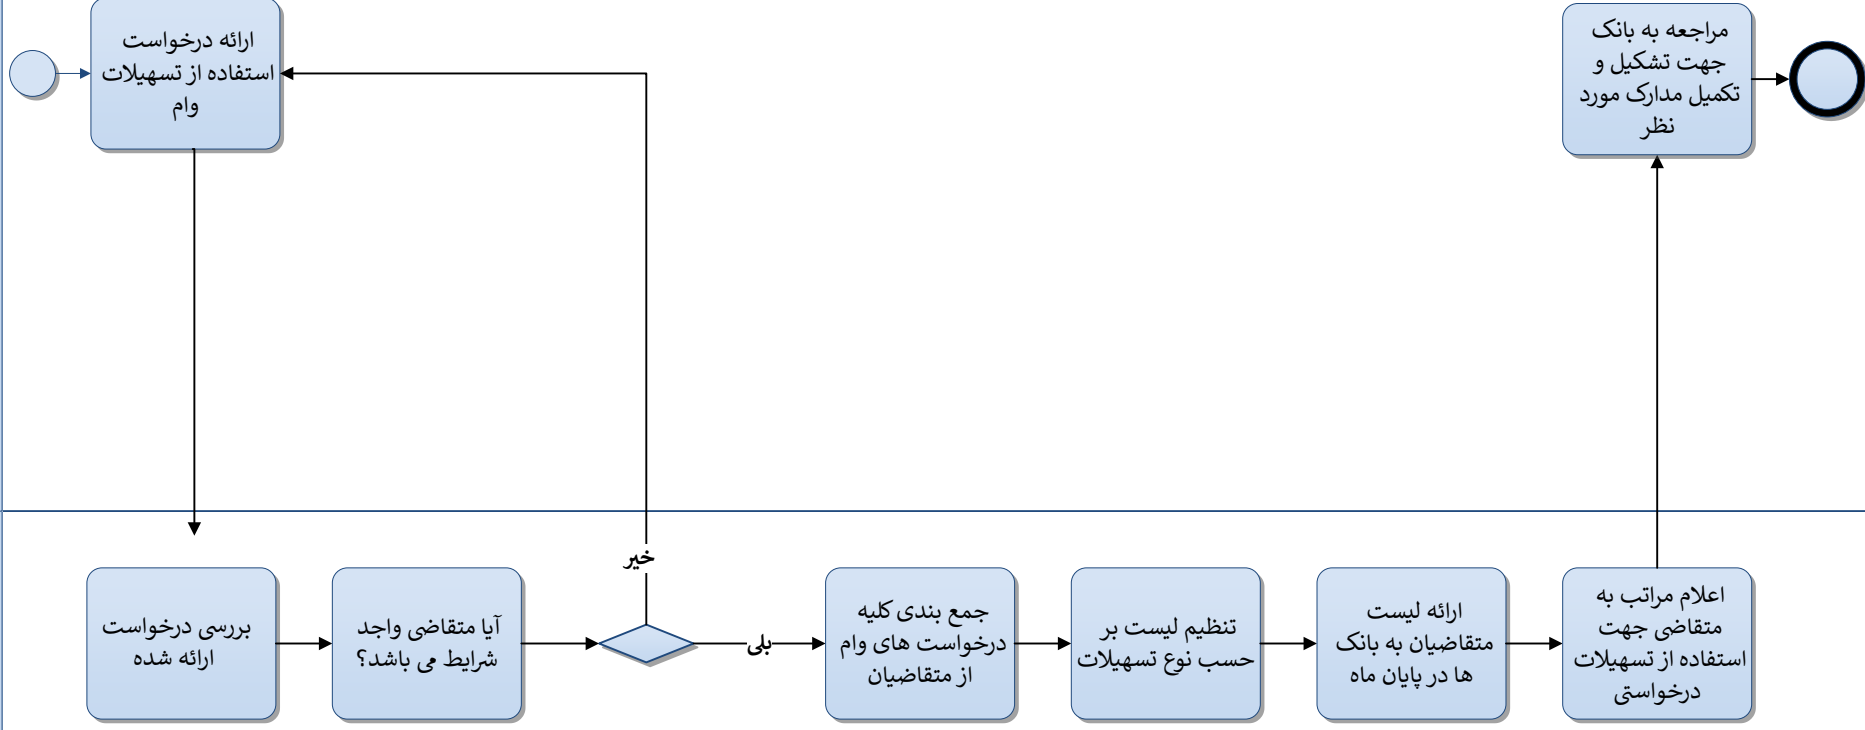 ارائه درخواست
استفاده از تسهیلات
وام
مراجعه به بانک
جهت تشکیل و
تکمیل مدارک مورد
نظر
بررسی درخواست
ارائه شده
آیا متقاضی واجد
شرایط می باشد؟
خیر
بلی
جمع بندی کلیه
درخواست های وام
از متقاضیان
تنظیم لیست بر
حسب نوع تسهیلات
ارائه لیست
متقاضیان به بانک
ها در پایان ماه
اعلام مراتب به
متقاضی جهت
استفاده از تسهیلات
درخواستی